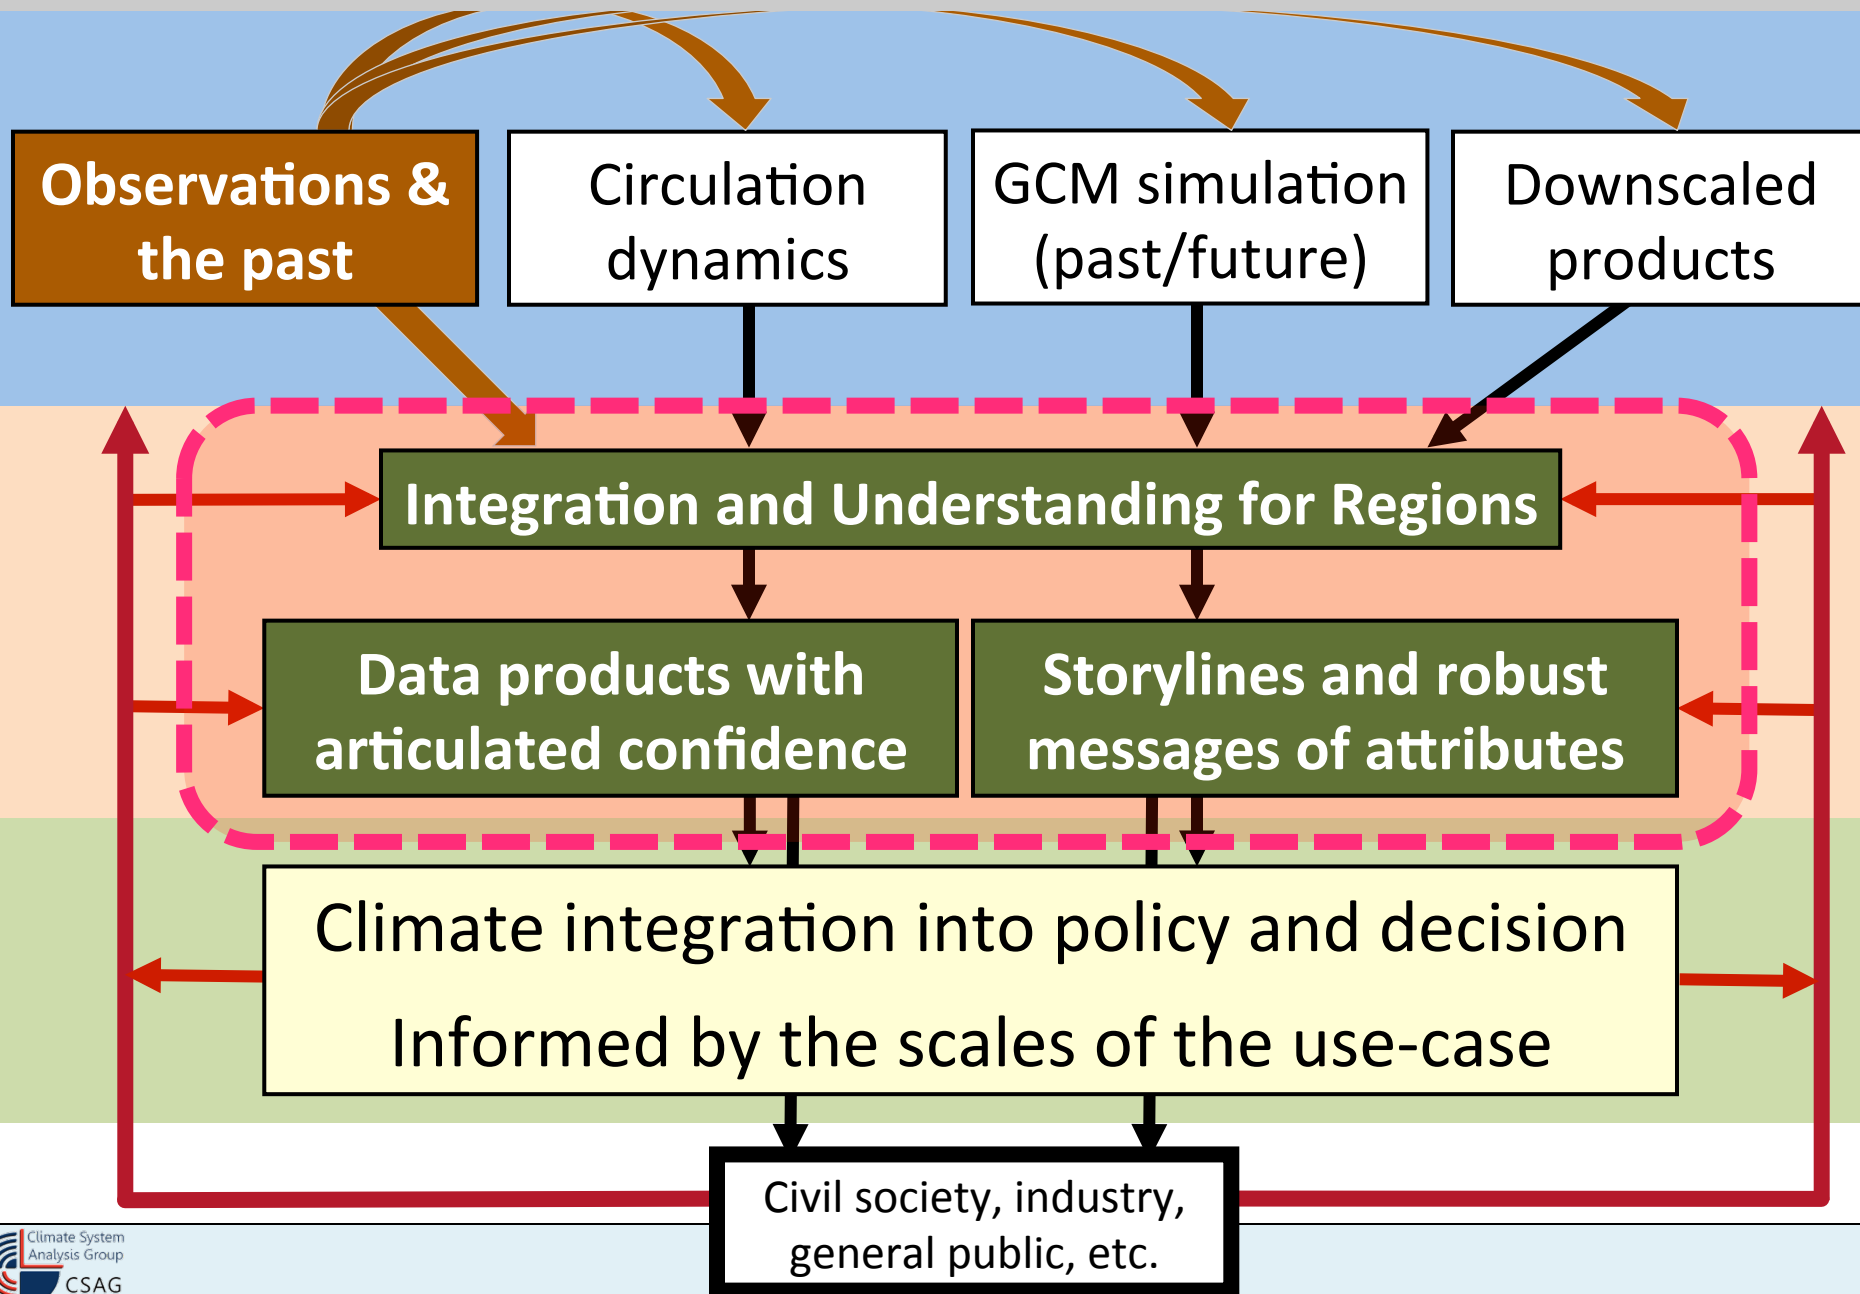 Observations &
the past
Circulation
dynamics
GCM simulation
(past/future)
Downscaled
products
Integration and Understanding for Regions
Data products with
articulated confidence
Storylines and robust
messages of attributes
Climate integration into policy and decision
Informed by the scales of the use-case
Civil society, industry,
general public, etc.
Climate System
Analysis Group
CSAG